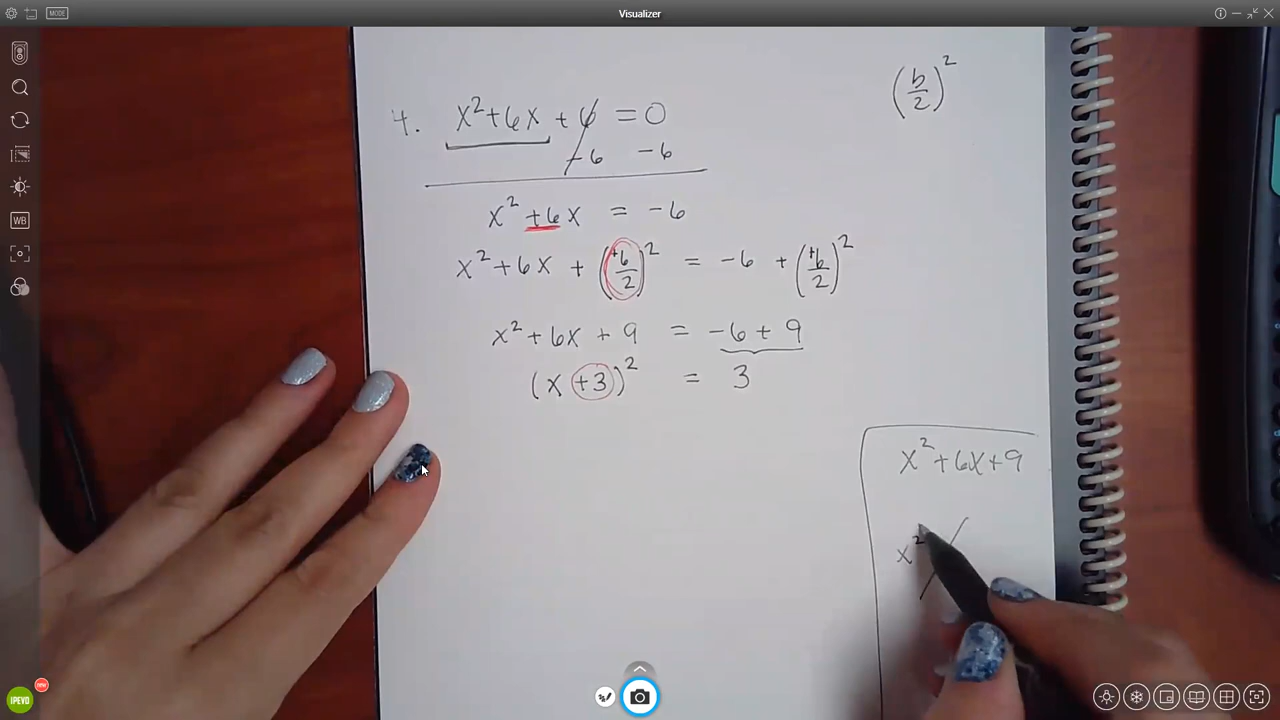 MODE
Visualizer
(b/2)²
4. x²+6x + 6 = 0
-6 -6
x² +6x = -6
x²+6x + (+6/2)² = -6 + (+6/2)²
x²+6x + 9 = -6 + 9
(x +3)² = 3
x²+6x+9
x²
WB
IPEVO